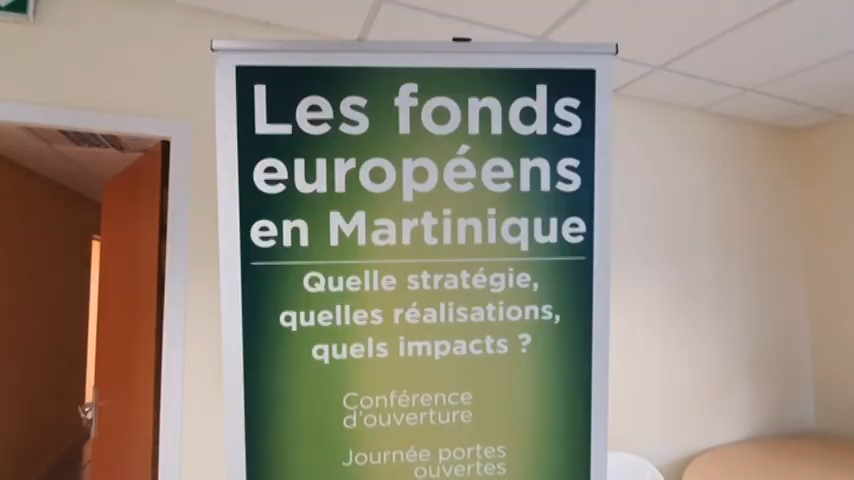 Les fonds
européens
en Martinique
Quelle stratégie,
quelles réalisations,
quels impacts ?
Conférence
d'ouverture
Journée portes
ouvertes